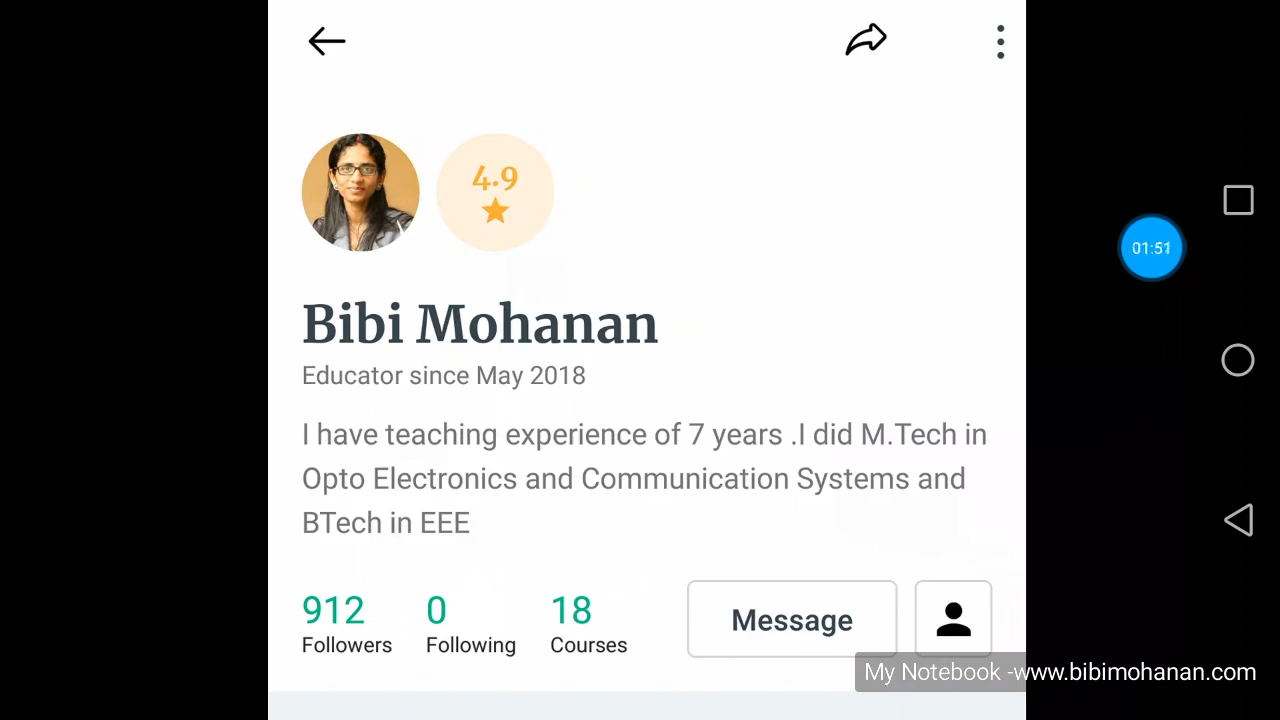 4.9
01:51
Bibi Mohanan
Educator since May 2018
I have teaching experience of 7 years .I did M.Tech in
Opto Electronics and Communication Systems and
BTech in EEE
912 0 18 Message
Followers Following Courses
My Notebook -www.bibimohanan.com